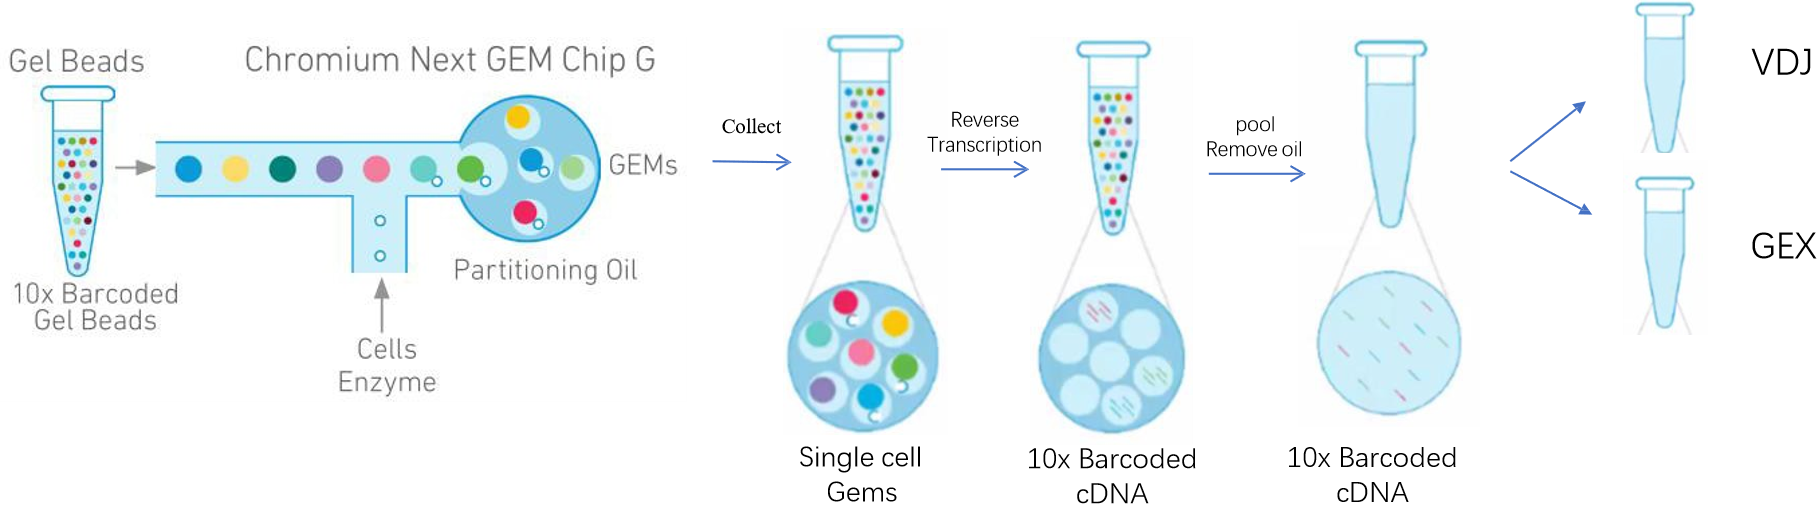 Gel Beads
Chromium Next GEM Chip G
GEMs
Partitioning Oil
10x Barcoded
Gel Beads
Cells
Enzyme
Collect
Reverse
Transcription
pool
Remove oil
VDJ
GEX
Single cell
Gems
10x Barcoded
cDNA
10x Barcoded
cDNA